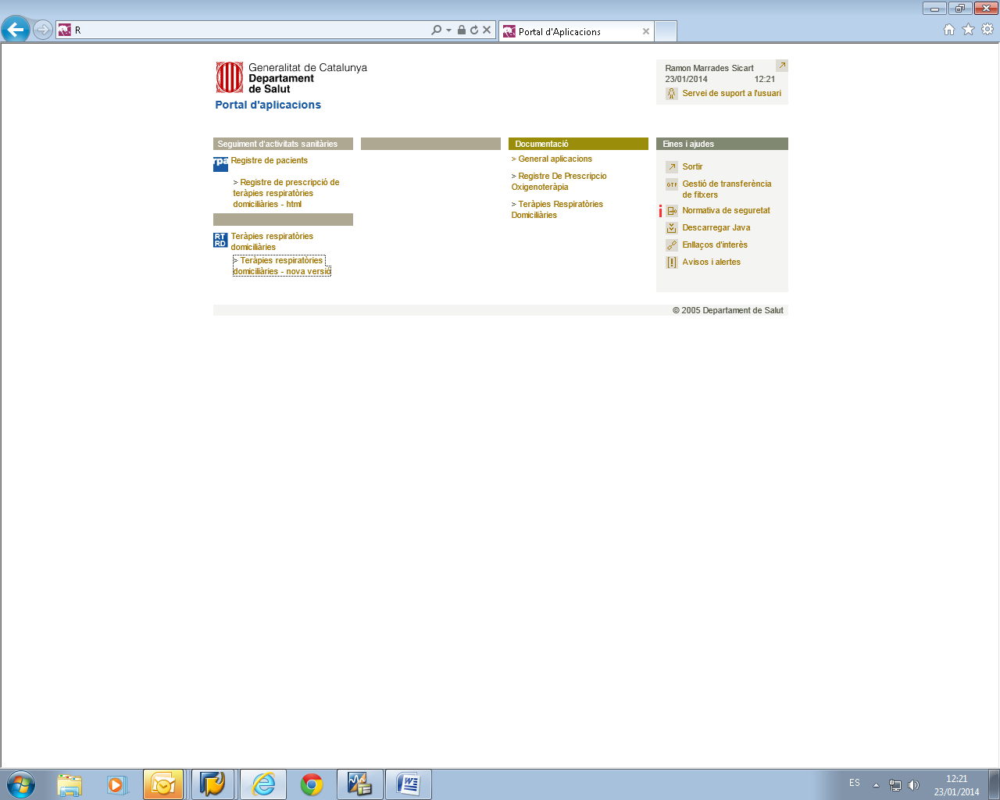 R
Portal d'Aplicacions
Generalitat de Catalunya
Departament
de Salut
Portal d'aplicacions
Ramon Marrades Sicart
23/01/2014 12:21
Servei de suport a l'usuari
Seguiment d'activitats sanitàries
rpa Registre de pacients
> Registre de prescripció de
teràpies respiratòries
domiciliàries - html
RT
RD
Teràpies respiratòries
domiciliàries
> Teràpies respiratòries
domiciliàries - nova versió
Documentació
> General aplicacions
> Registre De Prescripcio
Oxigenoteràpia
> Teràpies Respiratòries
Domiciliàries
Eines i ajudes
Sortir
GTF Gestió de transferència
de fitxers
i Normativa de seguretat
Descarregar Java
Enllaços d'interès
[!] Avisos i alertes
© 2005 Departament de Salut
ES
12:21
23/01/2014